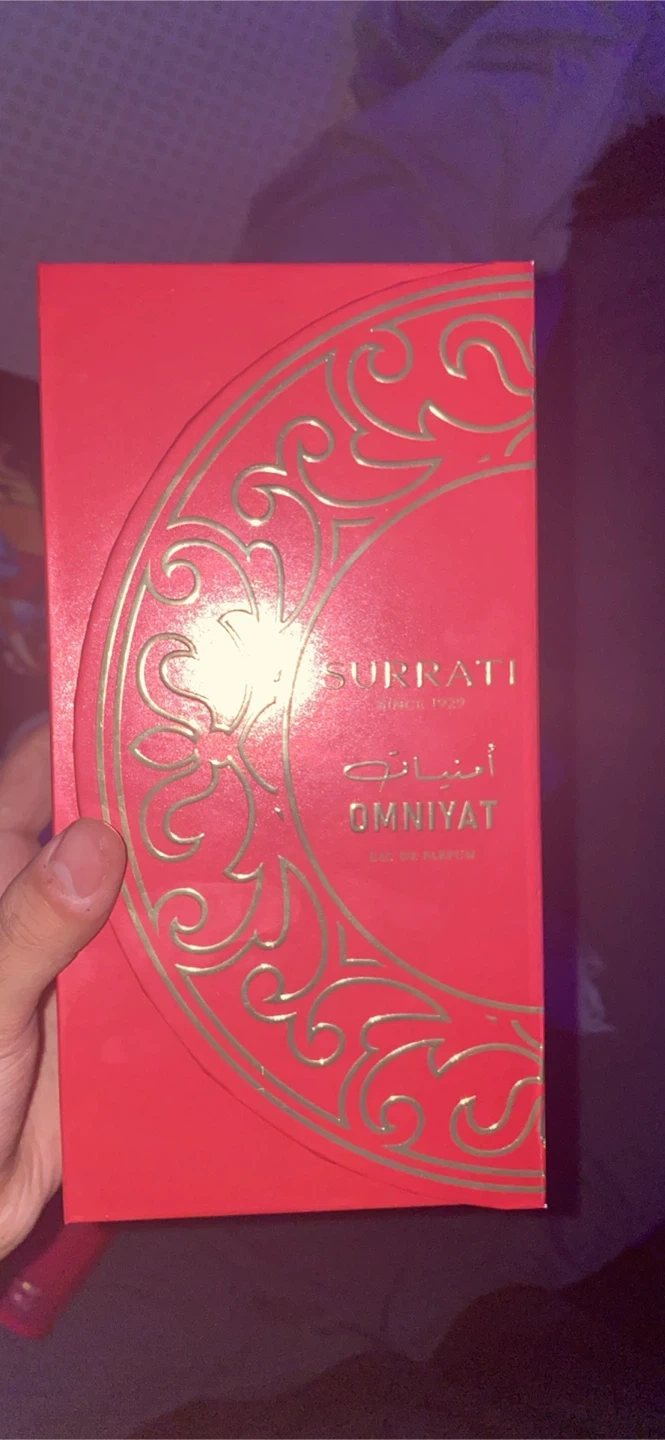 SURRATI
SINCE 1929
أمنيات
OMNIYAT
EAU DE PARFUM